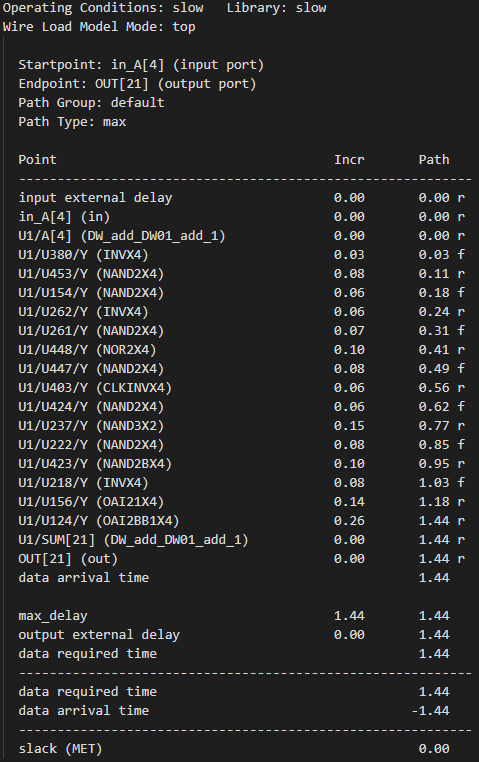 Operating Conditions: slow   Library: slow
Wire Load Model Mode: top
Startpoint: in_A[4] (input port)
Endpoint: OUT[21] (output port)
Path Group: default
Path Type: max
Point                                   Incr       Path
-----------------------------------------------------------
input external delay                    0.00       0.00 r
in_A[4] (in)                            0.00       0.00 r
U1/A[4] (DW_add_DW01_add_1)             0.00       0.00 r
U1/U380/Y (INVX4)                       0.03       0.03 f
U1/U453/Y (NAND2X4)                     0.08       0.11 r
U1/U154/Y (NAND2X4)                     0.06       0.18 f
U1/U262/Y (INVX4)                       0.06       0.24 r
U1/U261/Y (NAND2X4)                     0.07       0.31 f
U1/U448/Y (NOR2X4)                      0.10       0.41 r
U1/U447/Y (NAND2X4)                     0.08       0.49 f
U1/U403/Y (CLKINVX4)                    0.06       0.56 r
U1/U424/Y (NAND2X4)                     0.06       0.62 f
U1/U237/Y (NAND3X2)                     0.15       0.77 r
U1/U222/Y (NAND2X4)                     0.08       0.85 f
U1/U423/Y (NAND2BX4)                    0.10       0.95 r
U1/U218/Y (INVX4)                       0.08       1.03 f
U1/U156/Y (OAI21X4)                     0.14       1.18 r
U1/U124/Y (OAI2BB1X4)                   0.26       1.44 r
U1/SUM[21] (DW_add_DW01_add_1)          0.00       1.44 r
OUT[21] (out)                           0.00       1.44 r
data arrival time                                  1.44
max_delay                               1.44       1.44
output external delay                   0.00       1.44
data required time                                 1.44
-----------------------------------------------------------
data required time                                 1.44
data arrival time                                 -1.44
-----------------------------------------------------------
slack (MET)                                        0.00